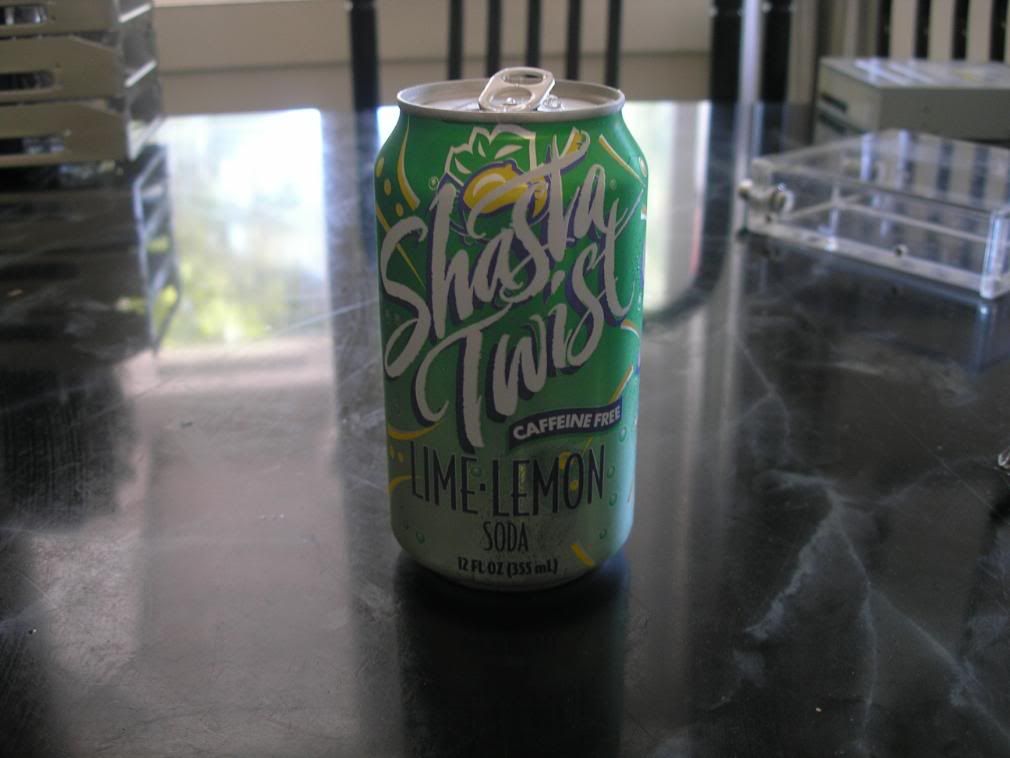 Shasta
Twist
CAFFEINE FREE
LIME·LEMON
SODA
12 FL OZ (355 mL)